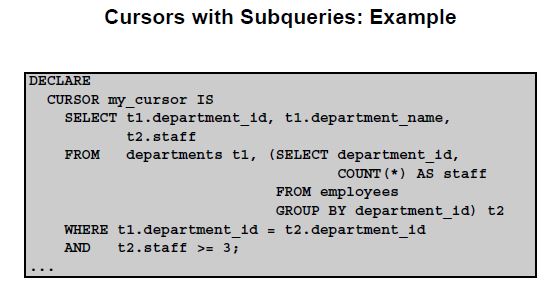 Cursors with Subqueries: Example
DECLARE
CURSOR my_cursor IS
SELECT t1.department_id, t1.department_name,
t2.staff
FROM departments t1, (SELECT department_id,
COUNT(*) AS staff
FROM employees
GROUP BY department_id) t2
WHERE t1.department_id = t2.department_id
AND t2.staff >= 3;
...